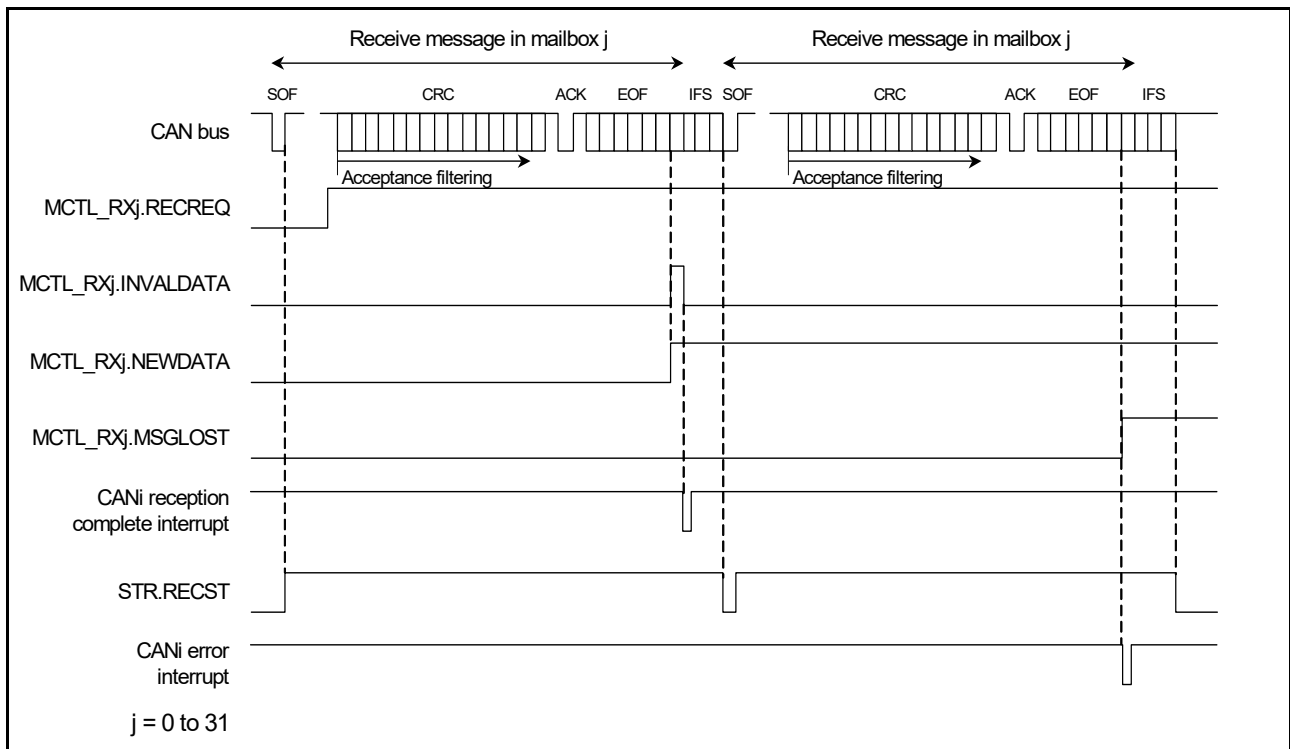 Receive message in mailbox j Receive message in mailbox j
SOF CRC ACK EOF IFS SOF CRC ACK EOF IFS
CAN bus
Acceptance filtering Acceptance filtering
MCTL_RXj.RECREQ
MCTL_RXj.INVALDATA
MCTL_RXj.NEWDATA
MCTL_RXj.MSGLOST
CANi reception
complete interrupt
STR.RECST
CANi error
interrupt
j = 0 to 31